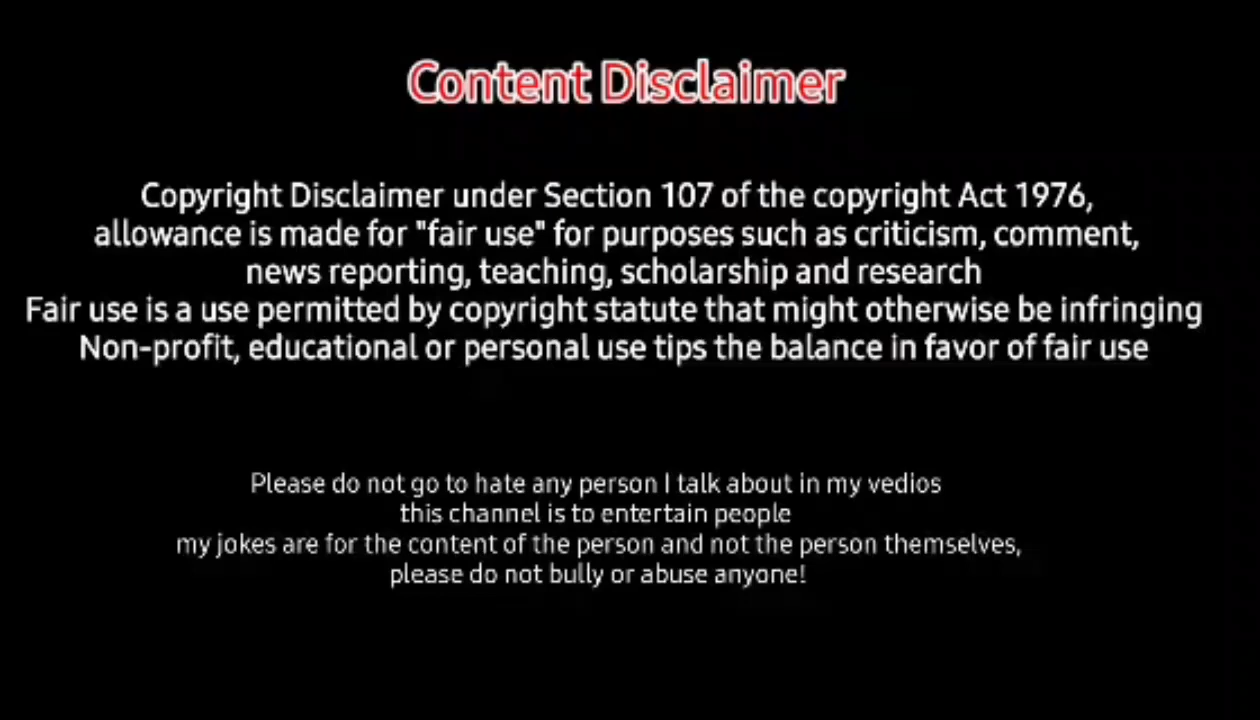 Content Disclaimer
Copyright Disclaimer under Section 107 of the copyright Act 1976,
allowance is made for "fair use" for purposes such as criticism, comment,
news reporting, teaching, scholarship and research
Fair use is a use permitted by copyright statute that might otherwise be infringing
Non-profit, educational or personal use tips the balance in favor of fair use
Please do not go to hate any person I talk about in my vedios
this channel is to entertain people
my jokes are for the content of the person and not the person themselves,
please do not bully or abuse anyone!